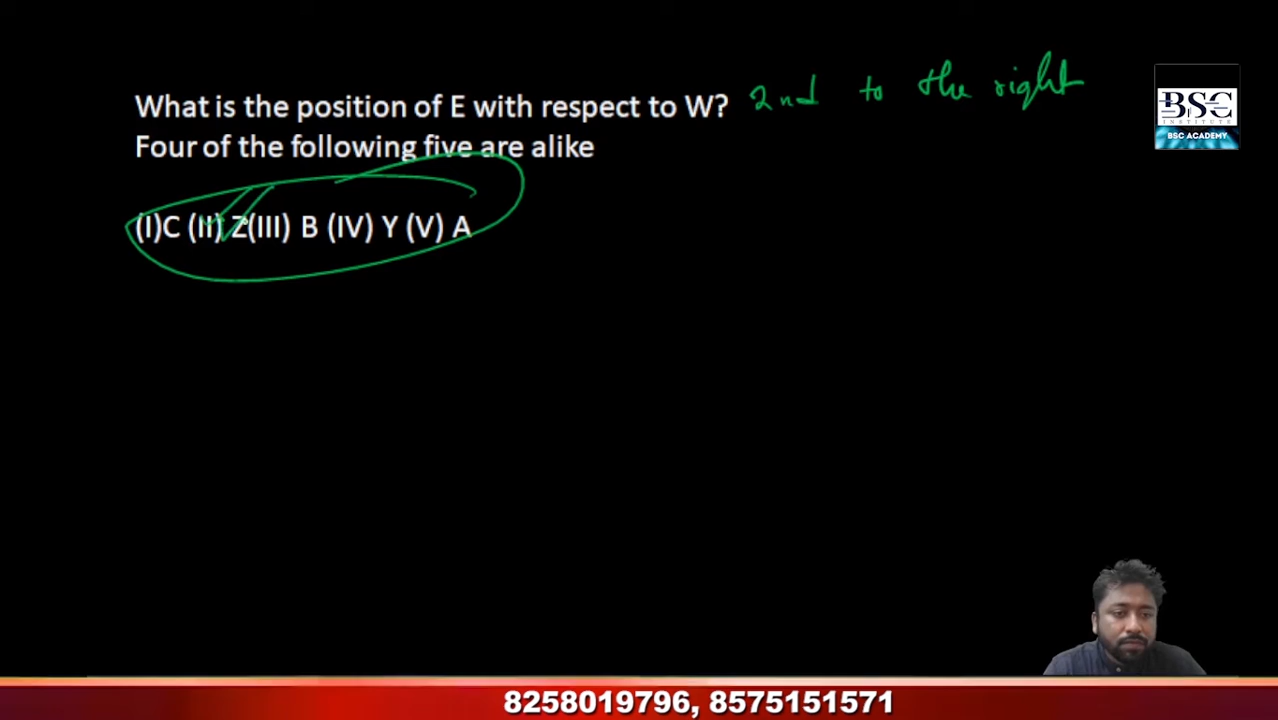 What is the position of E with respect to W? 2nd to the right
Four of the following five are alike
(I)C (II) Z(III) B (IV) Y (V) A
BSC
INSTITUTE
BSC ACADEMY
8258019796, 8575151571